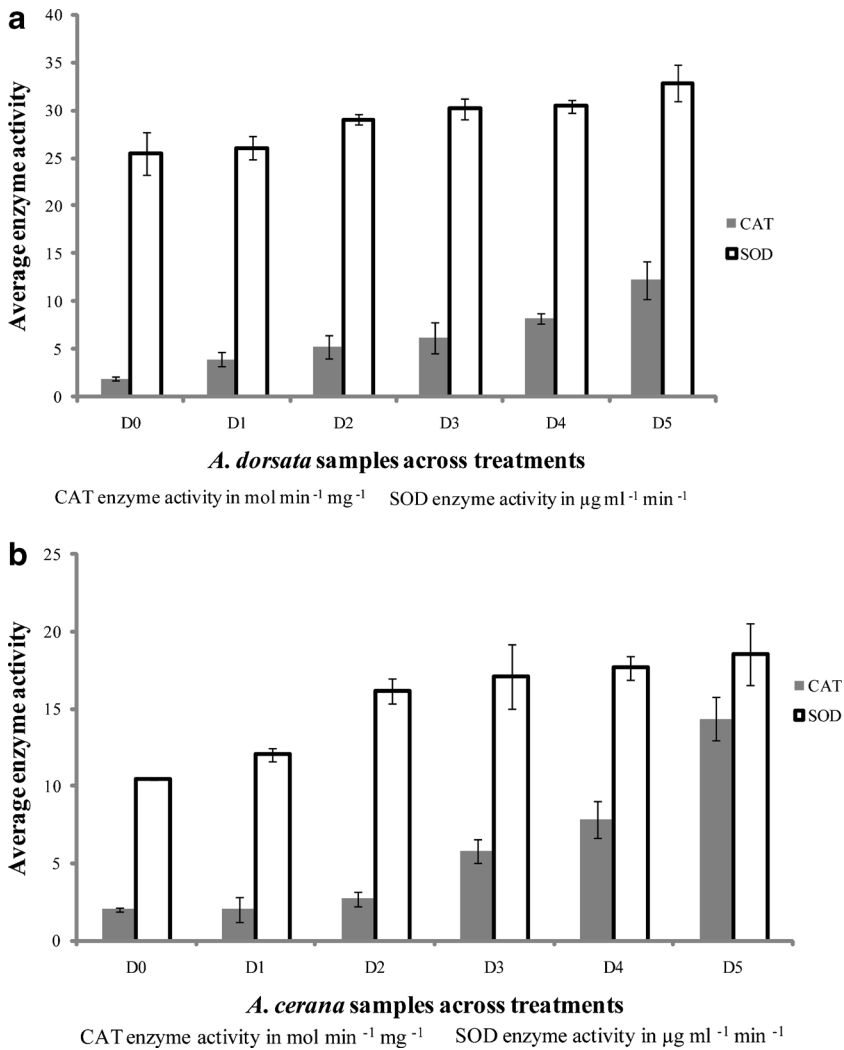 a
Average enzyme activity
40
35
30
25
20
15
10
5
0
CAT
SOD
D0 D1 D2 D3 D4 D5
A. dorsata samples across treatments
CAT enzyme activity in mol min -1 mg -1 SOD enzyme activity in µg ml -1 min -1
b
Average enzyme activity
25
20
15
10
5
0
CAT
SOD
D0 D1 D2 D3 D4 D5
A. cerana samples across treatments
CAT enzyme activity in mol min -1 mg -1 SOD enzyme activity in µg ml -1 min -1